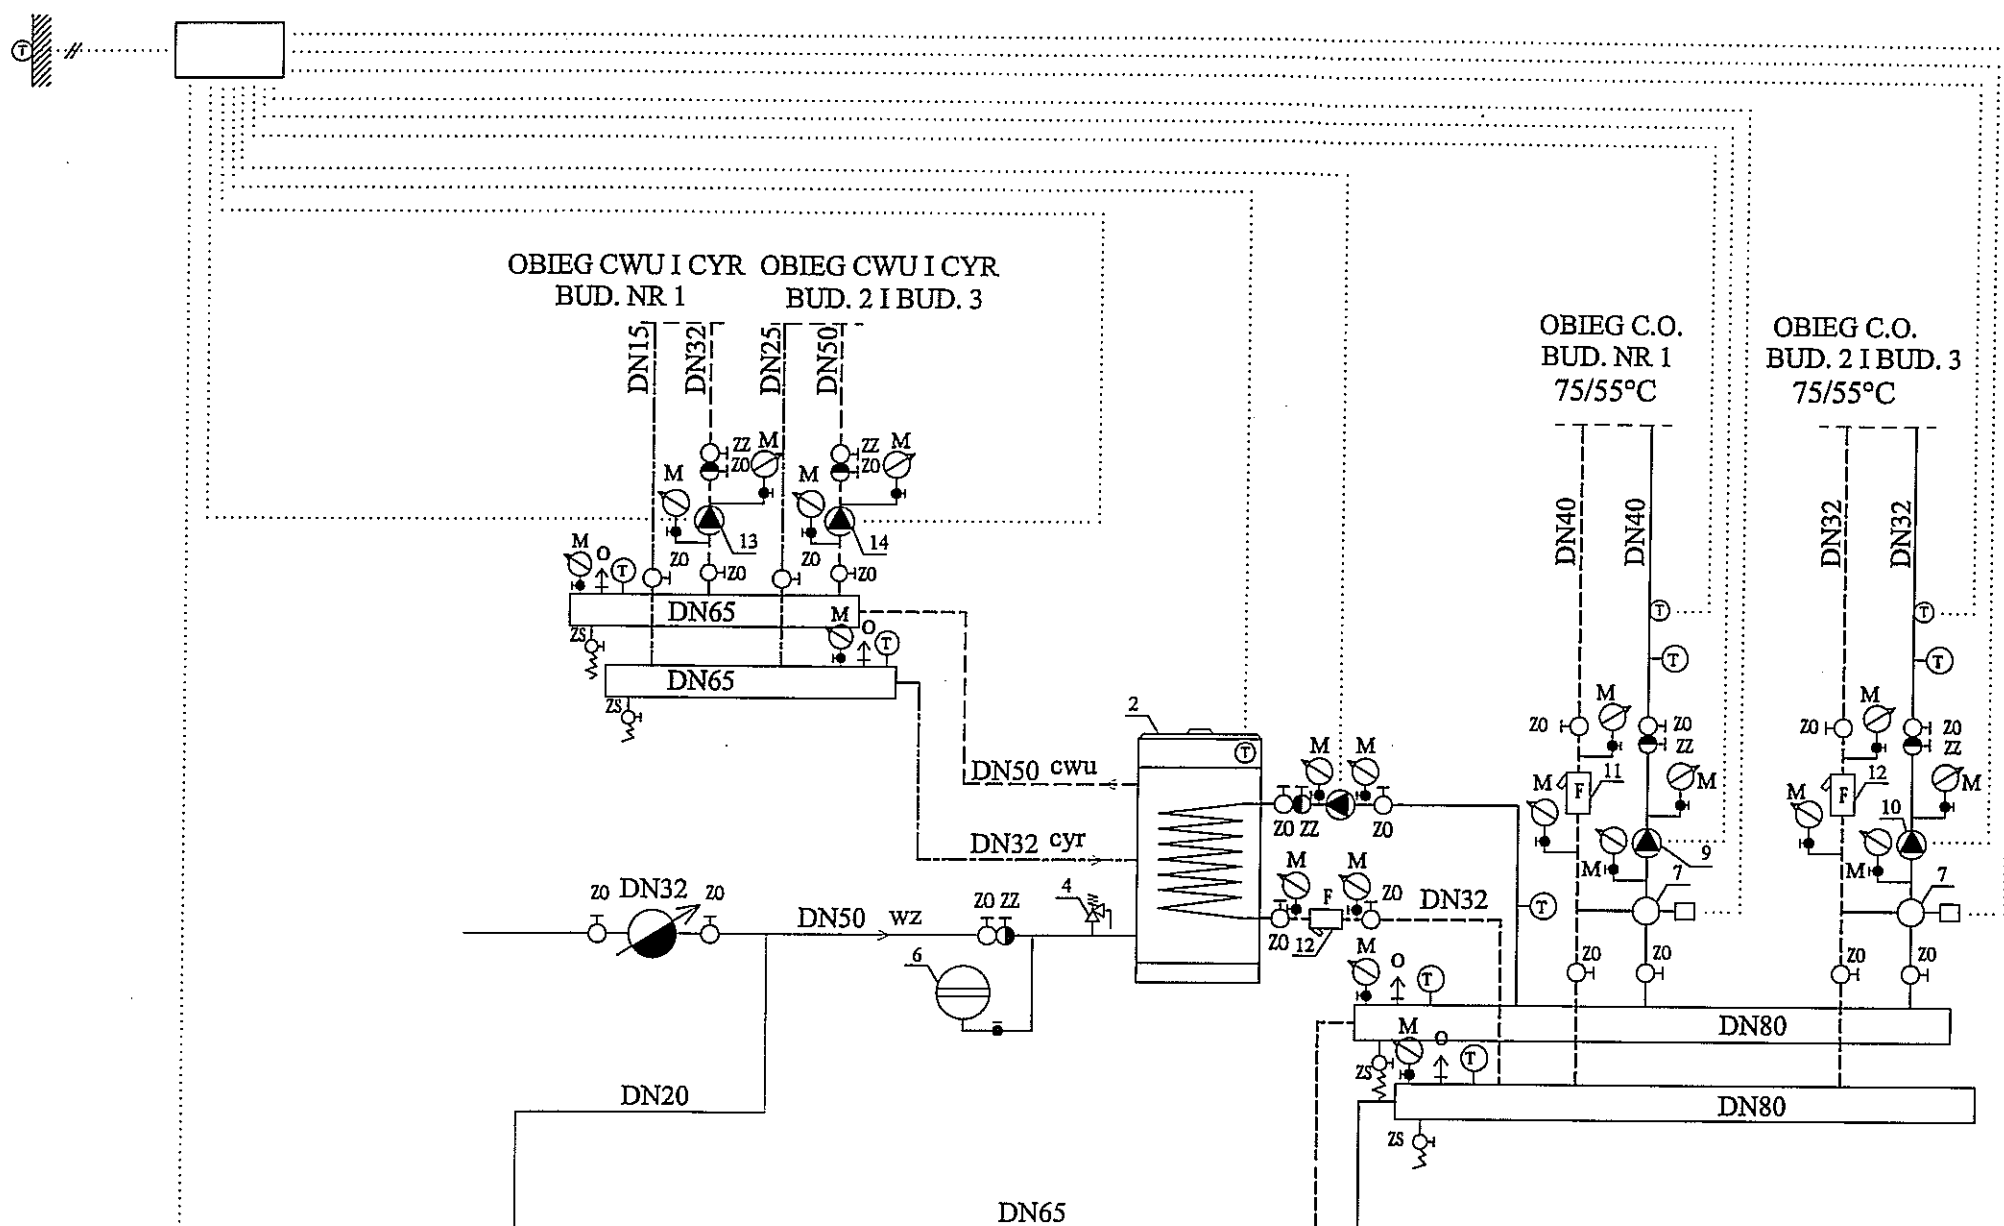 T
OBIEG CWU I CYR
BUD. NR 1
OBIEG CWU I CYR
BUD. 2 I BUD. 3
OBIEG C.O.
BUD. NR 1
75/55°C
OBIEG C.O.
BUD. 2 I BUD. 3
75/55°C
DN15
DN32
DN25
DN50
ZZ
ZO
M
ZZ
ZO
M
M
M
13
14
ZO
ZO
ZO
ZO
M
O
T
DN65
ZS
M
O
T
DN65
ZS
DN40
DN40
DN32
DN32
T
T
T
T
M
ZO
ZO
ZZ
M
ZO
ZO
ZZ
M
F
11
M
M
F
12
M
M
9
M
10
7
7
ZO
ZO
ZO
ZO
2
T
DN50 cwu
DN32 cyr
M
M
ZO
ZZ
ZO
M
M
F
ZO
DN32
ZO
12
T
ZO
DN32
ZO
DN50
wz
ZO
ZZ
4
6
M
O
T
DN80
ZS
M
O
T
DN80
ZS
DN20
DN65